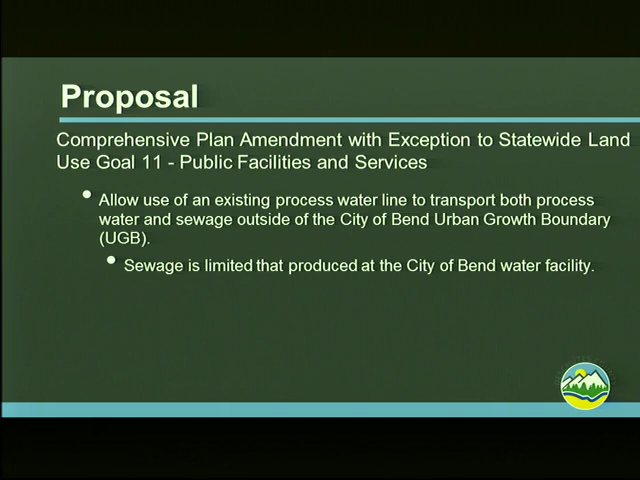 Proposal
Comprehensive Plan Amendment with Exception to Statewide Land
Use Goal 11 - Public Facilities and Services
• Allow use of an existing process water line to transport both process
water and sewage outside of the City of Bend Urban Growth Boundary
(UGB).
• Sewage is limited that produced at the City of Bend water facility.